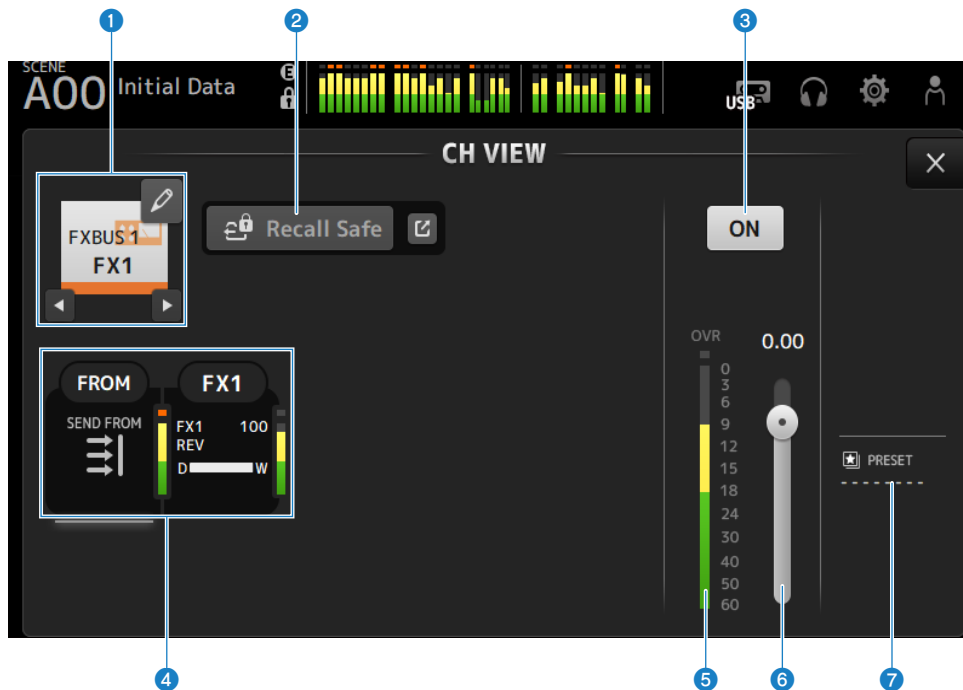 1 2 3
SCENE
A00 Initial Data E
USB
CH VIEW
FXBUS 1
FX1
Recall Safe
ON
OVR 0.00
0
3
6
9
12
15
18
24
30
40
50
60
FROM FX1
SEND FROM
FX1 100
REV
D W
PRESET
- - - - - - -
4 5 6 7